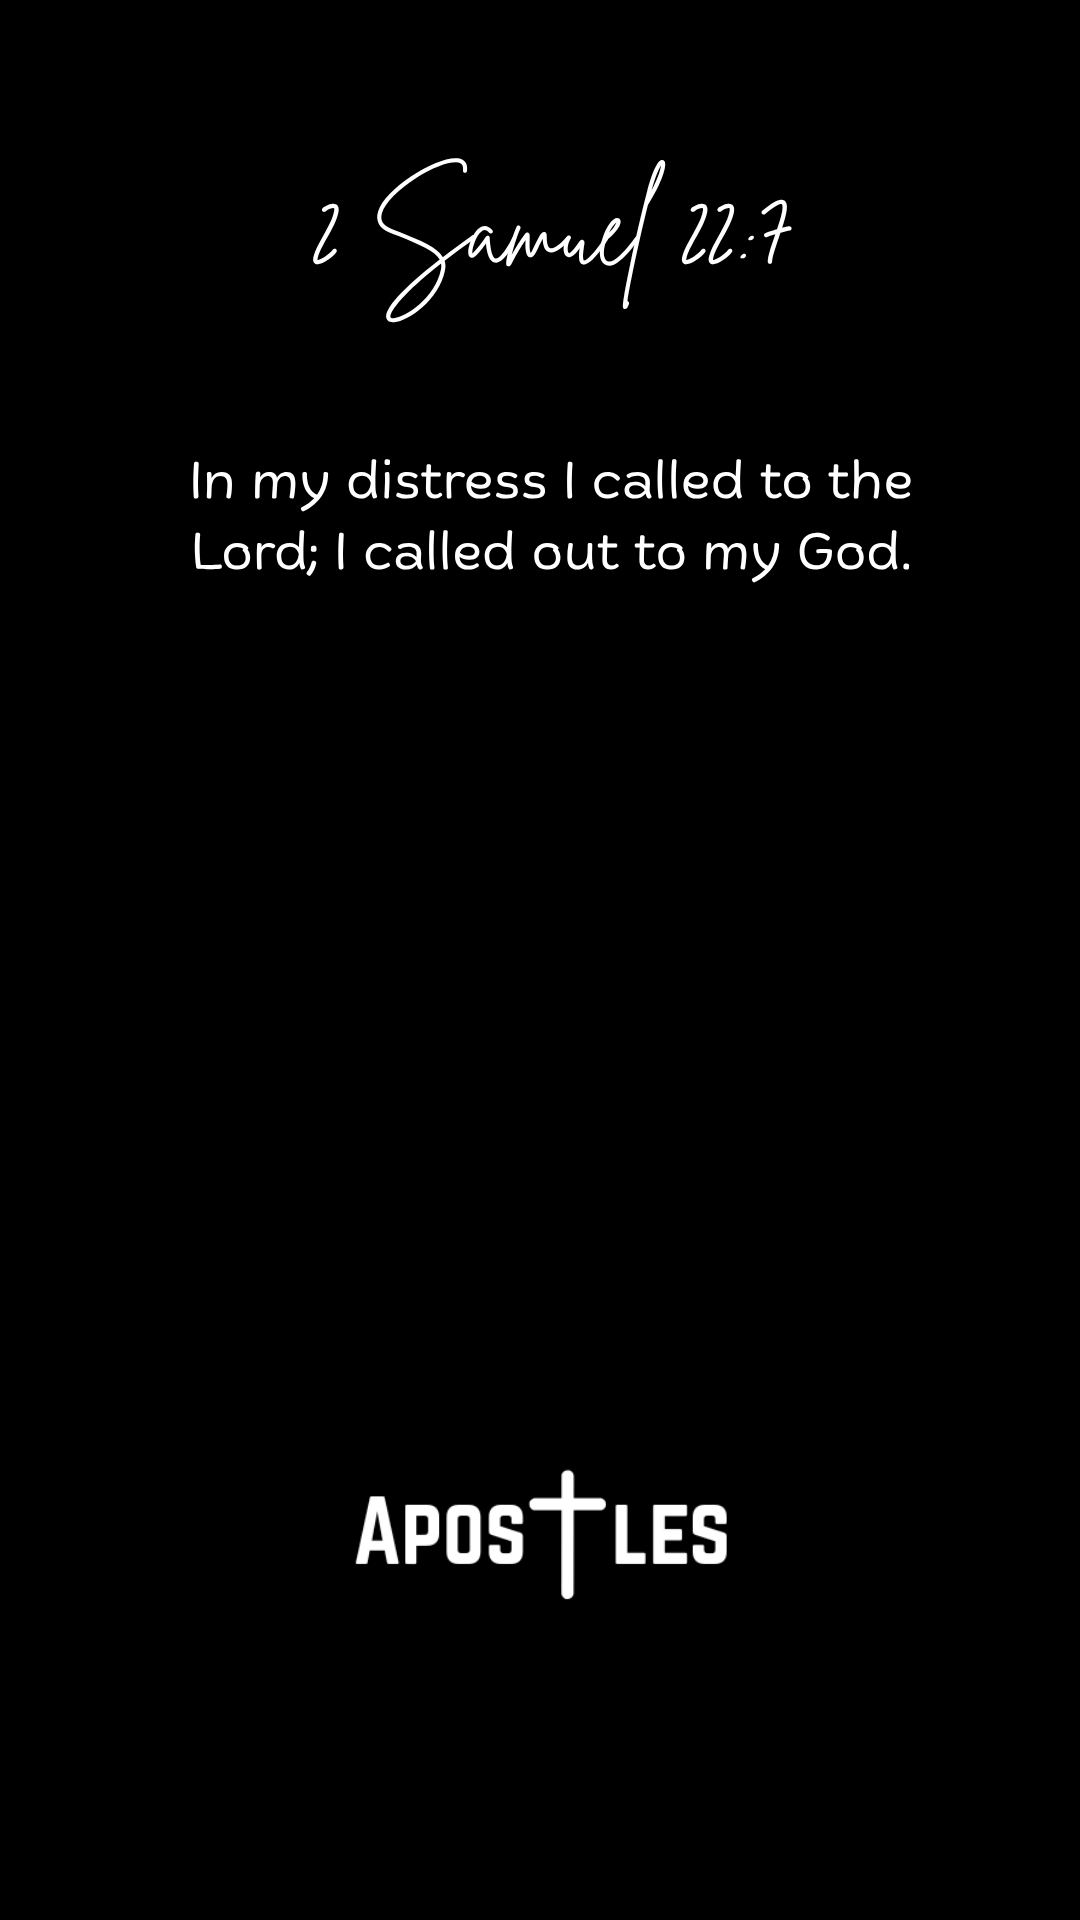 2 Samuel 22:7
In my distress I called to the
Lord; I called out to my God.
Apostles